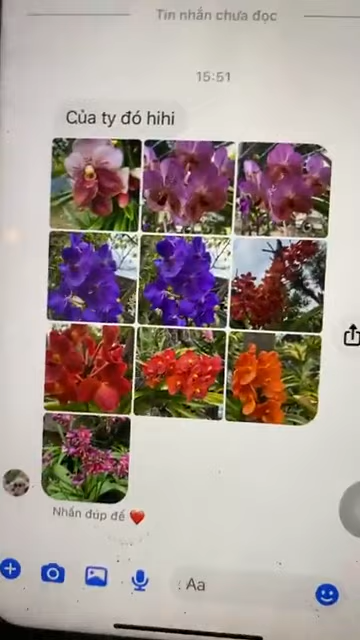 Tin nhắn chưa đọc
15:51
Của ty đó hihi
Nhấn đúp để ❤️
Aa